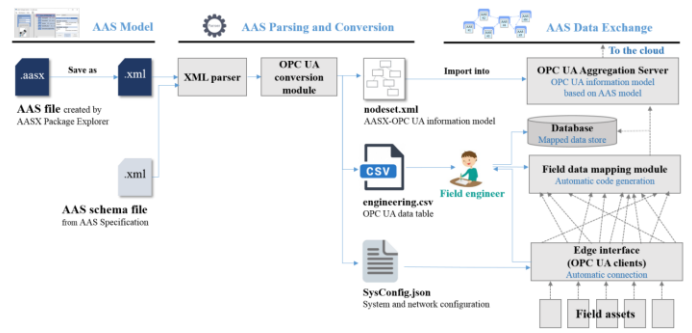 AAS Model
AAS Parsing and Conversion
AAS Data Exchange
To the cloud
.aasx
Save as
.xml
XML parser
OPC UA
conversion
module
Import into
OPC UA Aggregation Server
OPC UA information model
based on AAS model
AAS file created by
AASX Package Explorer
nodeset.xml
AASX-OPC UA information model
Database
Mapped data store
.xml
CSV
Field engineer
Field data mapping module
Automatic code generation
AAS schema file
from AAS Specification
engineering.csv
OPC UA data table
Edge interface
(OPC UA clients)
Automatic connection
SysConfig.json
System and network configuration
Field assets